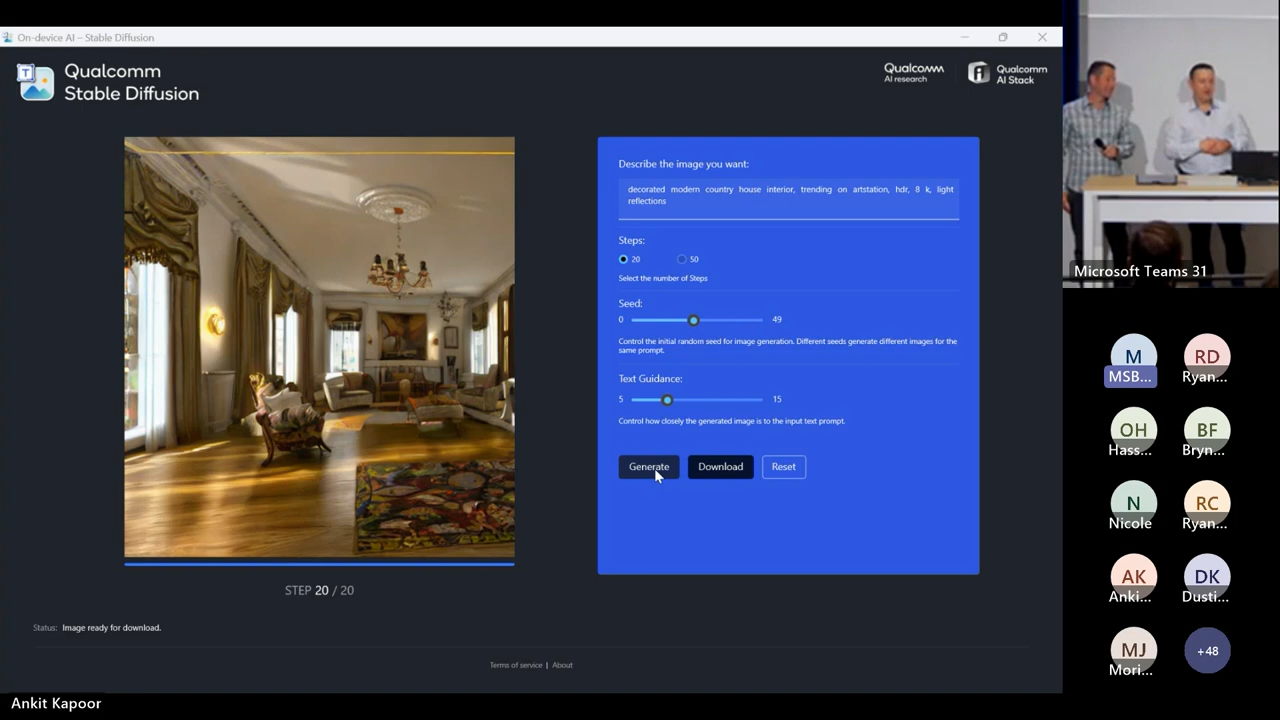 On-device AI – Stable Diffusion
T
Qualcomm
Stable Diffusion
Qualcomm
AI research
Qualcomm
AI Stack
Describe the image you want:
decorated modern country house interior, trending on artstation, hdr, 8 k, light
reflections
Steps:
20
50
Select the number of Steps
Seed:
0
49
Control the initial random seed for image generation. Different seeds generate different images for the
same prompt.
Text Guidance:
5
15
Control how closely the generated image is to the input text prompt.
Generate
Download
Reset
STEP 20 / 20
Status: Image ready for download.
Terms of service | About
Ankit Kapoor
Microsoft Teams 31
M
MSB...
RD
Ryan...
OH
Hass...
BF
Bryn...
N
Nicole
RC
Ryan...
AK
Anki...
DK
Dusti...
MJ
Mori...
+48